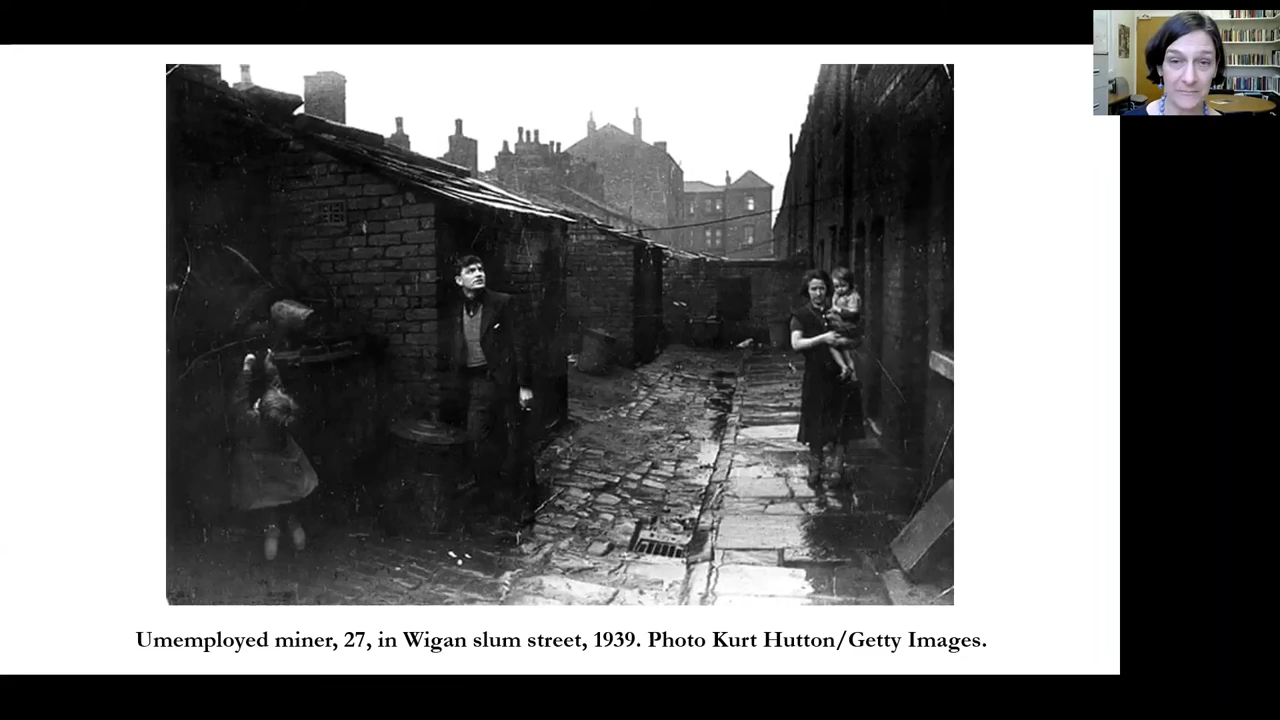 Umemployed miner, 27, in Wigan slum street, 1939. Photo Kurt Hutton/Getty Images.